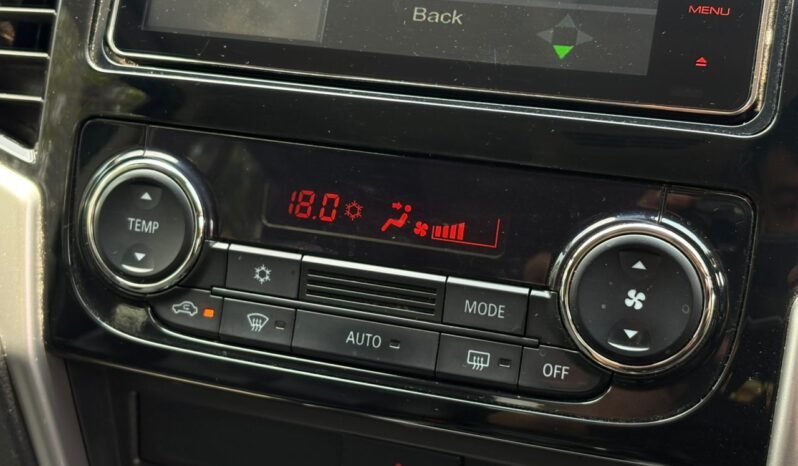 Back
MENU
18.0
TEMP
MODE
AUTO
OFF